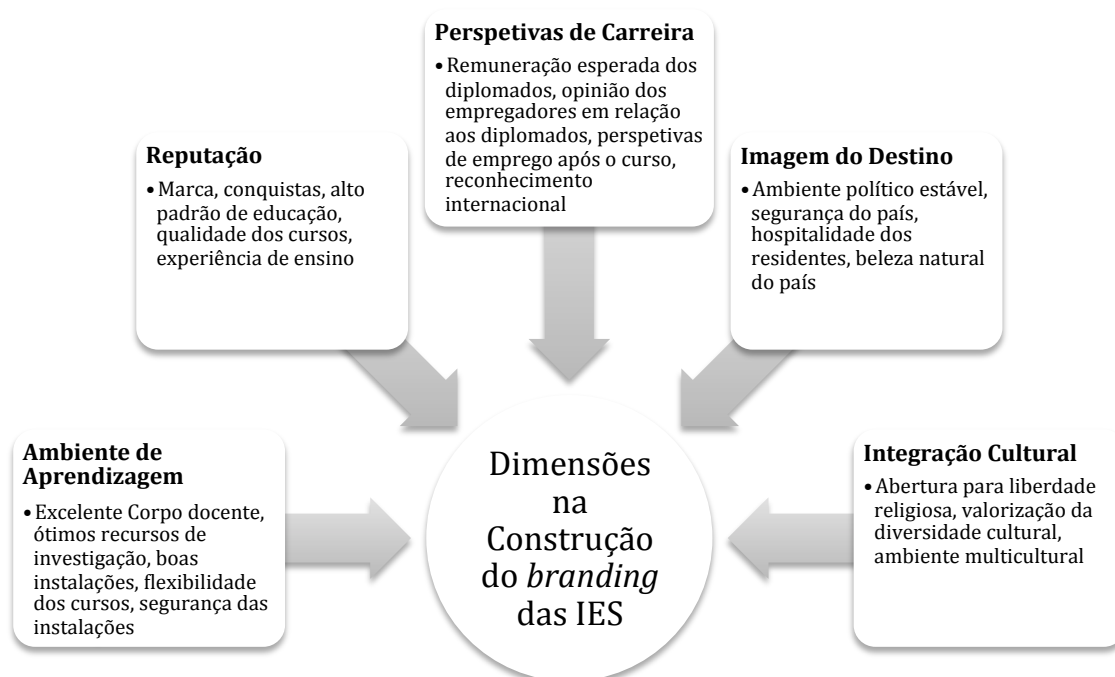 Perspetivas de Carreira
•Remuneração esperada dos
diplomados, opinião dos
empregadores em relação
aos diplomados, perspetivas
de emprego após o curso,
reconhecimento
internacional
Reputação
•Marca, conquistas, alto
padrão de educação,
qualidade dos cursos,
experiência de ensino
Imagem do Destino
•Ambiente político estável,
segurança do país,
hospitalidade dos
residentes, beleza natural
do país
Ambiente de
Aprendizagem
•Excelente Corpo docente,
ótimos recursos de
investigação, boas
instalações, flexibilidade
dos cursos, segurança das
instalações
Dimensões
na
Construção
do branding
das IES
Integração Cultural
•Abertura para liberdade
religiosa, valorização da
diversidade cultural,
ambiente multicultural